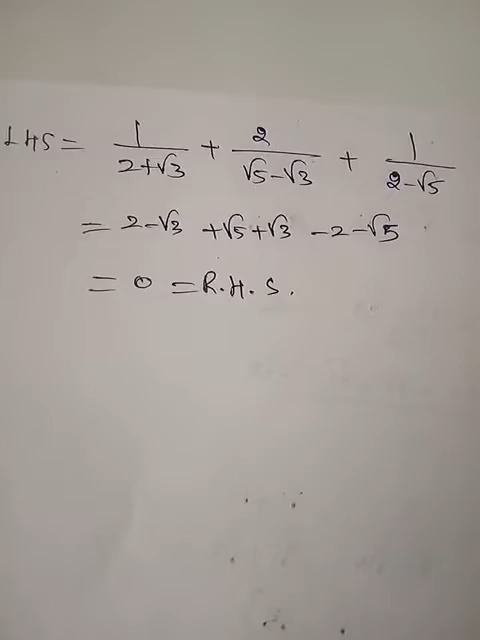 LHS = 1/(2+√3) + 2/(√5-√3) + 1/(2-√5)
= 2-√3 +√5+√3 -2-√5
= 0 = R.H.S.